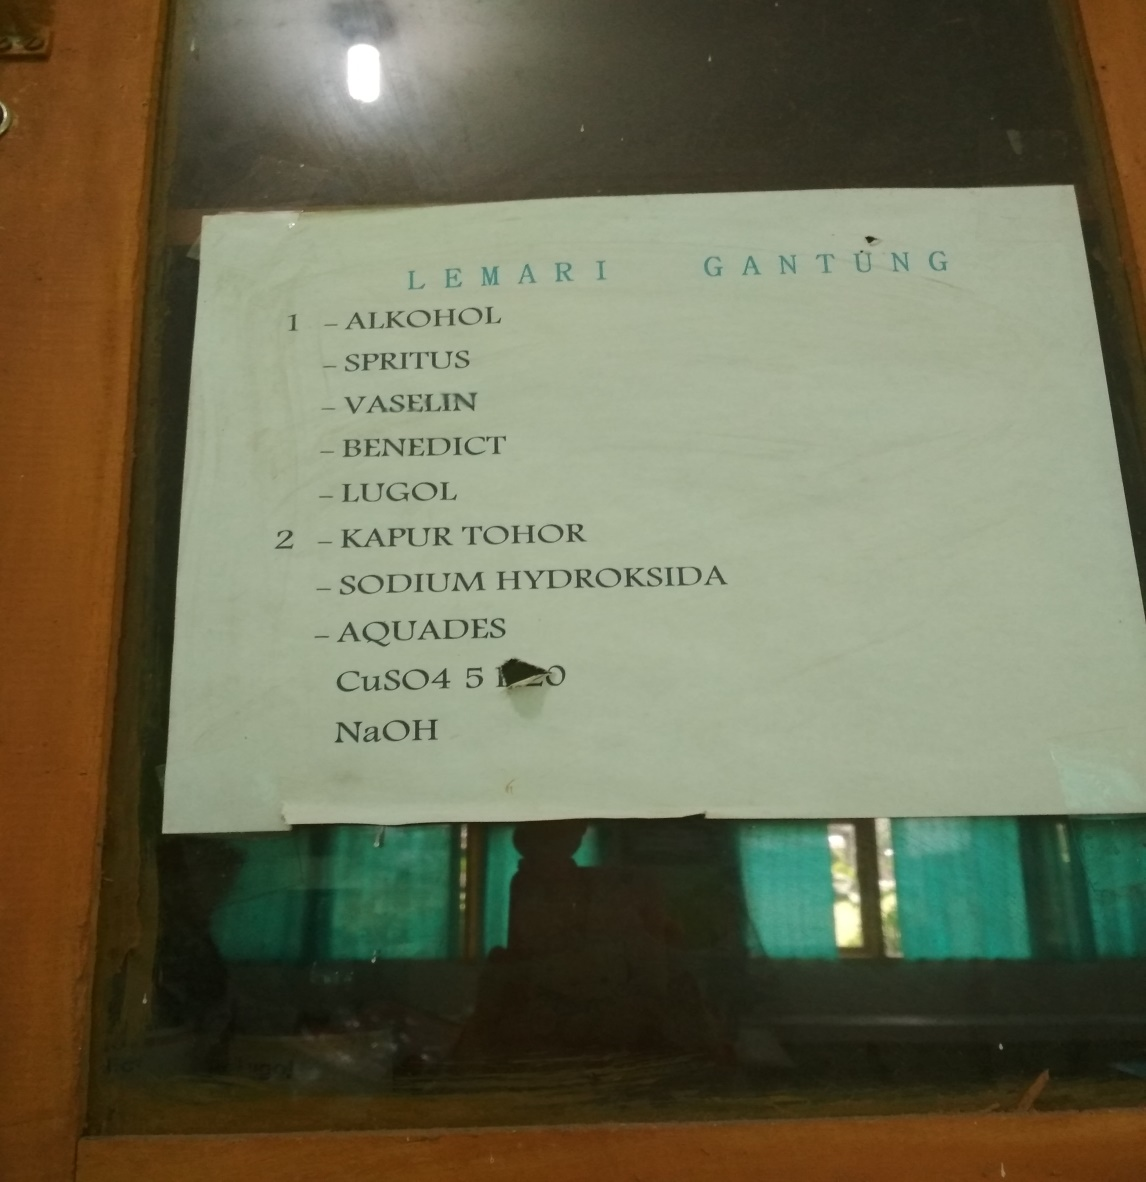 LEMARI GANTUNG
1 – ALKOHOL
– SPRITUS
– VASELIN
– BENEDICT
– LUGOL
2 – KAPUR TOHOR
– SODIUM HYDROKSIDA
– AQUADES
CuSO4 5
NaOH